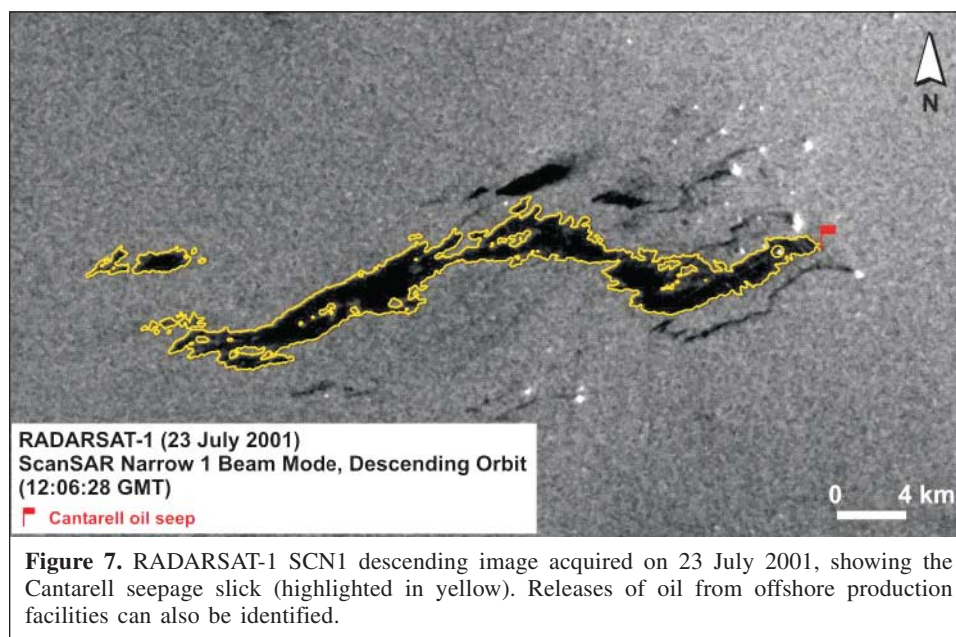 N
RADARSAT-1 (23 July 2001)
ScanSAR Narrow 1 Beam Mode, Descending Orbit
(12:06:28 GMT)
Cantarell oil seep
0 4 km
Figure 7. RADARSAT-1 SCN1 descending image acquired on 23 July 2001, showing the
Cantarell seepage slick (highlighted in yellow). Releases of oil from offshore production
facilities can also be identified.